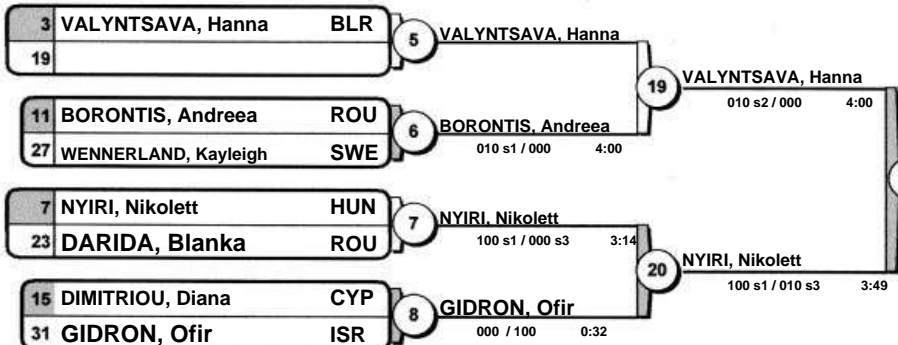 3 VALYNTSAVA, Hanna BLR
19
5 VALYNTSAVA, Hanna
11 BORONTIS, Andreea ROU
27 WENNERLAND, Kayleigh SWE
6 BORONTIS, Andreea
010 s1 / 000 4:00
19 VALYNTSAVA, Hanna
010 s2 / 000 4:00
7 NYIRI, Nikolett HUN
23 DARIDA, Blanka ROU
7 NYIRI, Nikolett
100 s1 / 000 s3 3:14
15 DIMITRIOU, Diana CYP
31 GIDRON, Ofir ISR
8 GIDRON, Ofir
000 / 100 0:32
20 NYIRI, Nikolett
100 s1 / 010 s3 3:49